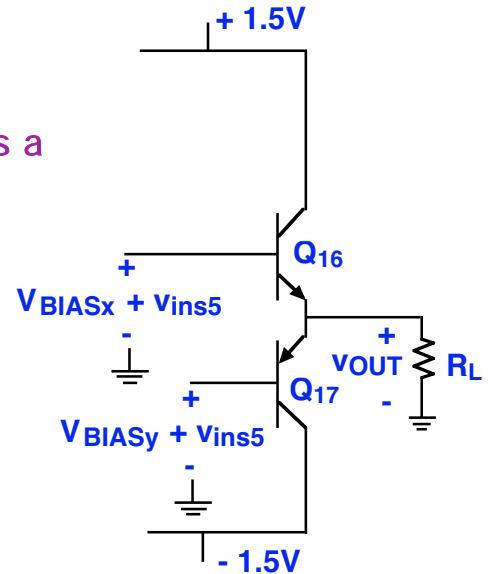 + 1.5V
s a
Q16
+
VBIASx + vins5
-
+
vOUT
-
RL
Q17
+
VBIASy + vins5
-
- 1.5V